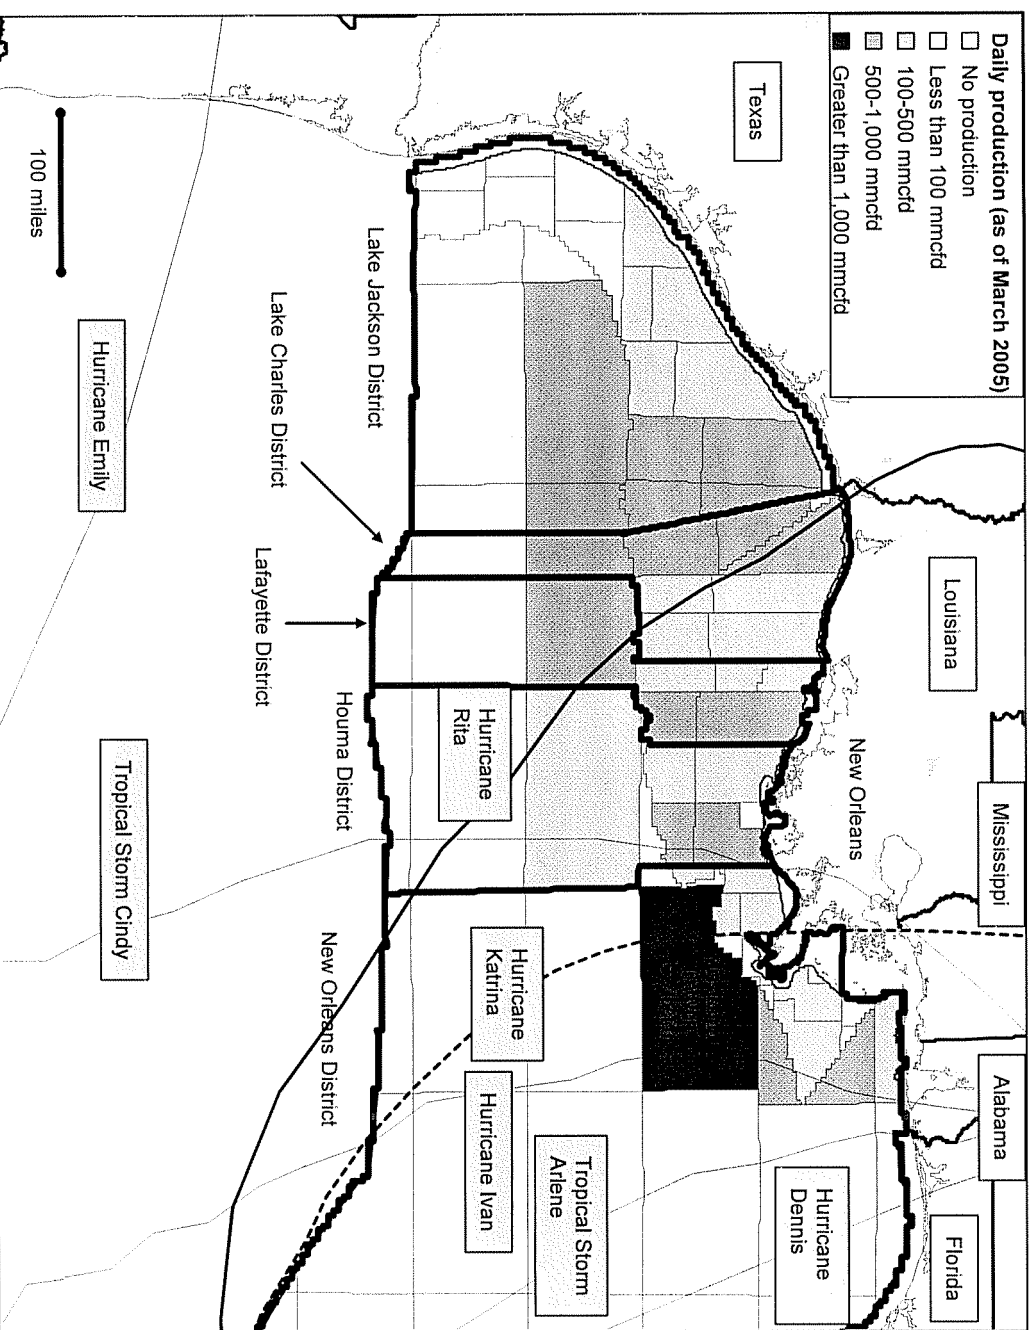 Daily production (as of March 2005)
No production
Less than 100 mmcfd
100-500 mmcfd
500-1,000 mmcfd
Greater than 1,000 mmcfd
Texas
Louisiana
Mississippi
Alabama
Florida
New Orleans
Hurricane
Dennis
Tropical Storm
Arlene
Hurricane Ivan
Hurricane
Katrina
Hurricane
Rita
Lake Jackson District
Lake Charles District
Lafayette District
Houma District
New Orleans District
Hurricane Emily
Tropical Storm Cindy
100 miles